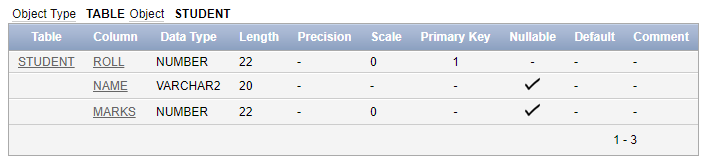 Object Type TABLE Object STUDENT
Table Column Data Type Length Precision Scale Primary Key Nullable Default Comment
STUDENT ROLL NUMBER 22 - 0 1 - - -
NAME VARCHAR2 20 - - - ✓ - -
MARKS NUMBER 22 - 0 - ✓ - -
1 - 3